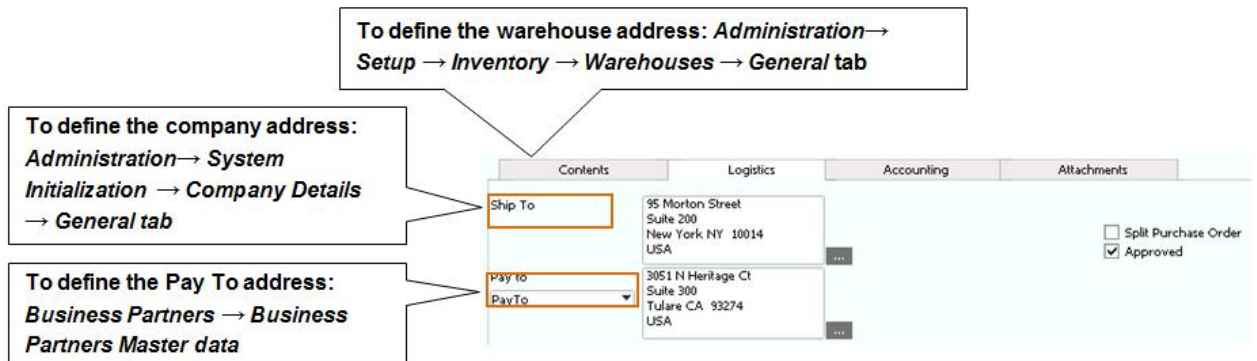 To define the warehouse address: Administration→
Setup → Inventory → Warehouses → General tab
To define the company address:
Administration→ System
Initialization → Company Details
→ General tab
To define the Pay To address:
Business Partners → Business
Partners Master data
Contents
Logistics
Accounting
Attachments
Ship To
95 Morton Street
Suite 200
New York NY 10014
USA
...
Split Purchase Order
Approved
Pay to
PayTo
3051 N Heritage Ct
Suite 300
Tulare CA 93274
USA
...